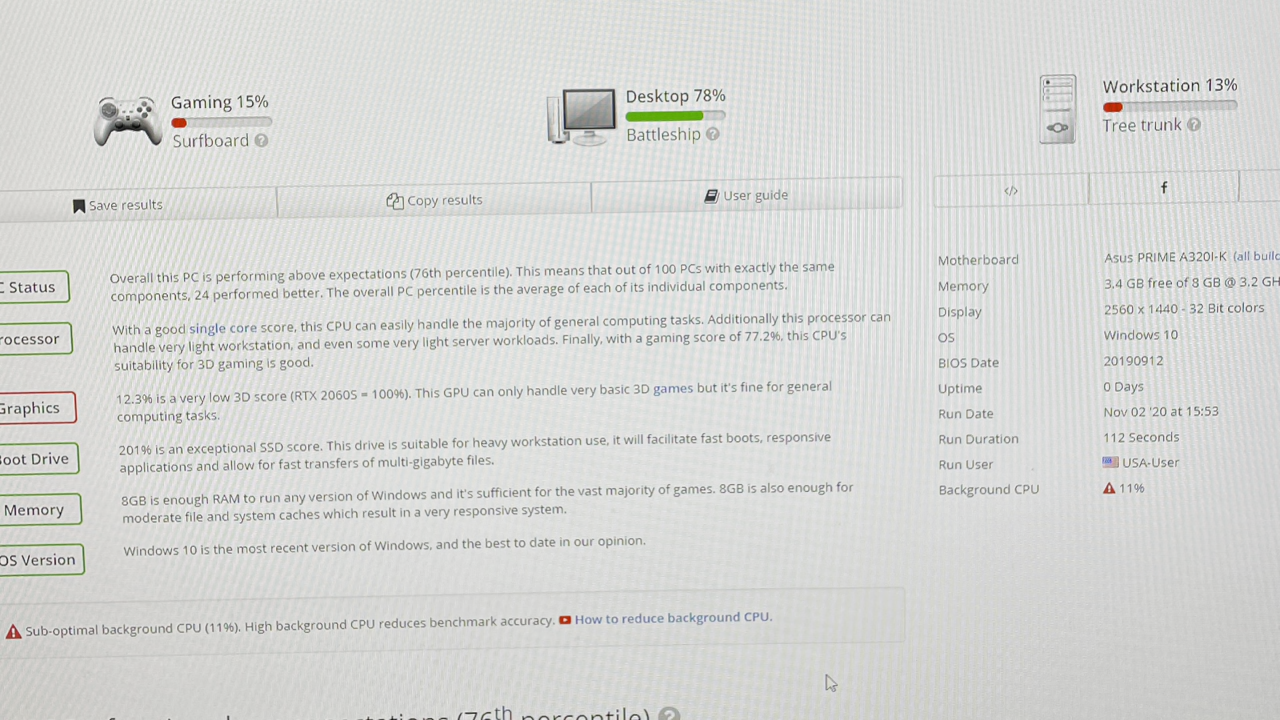 Gaming 15%
Surfboard
Desktop 78%
Battleship
Workstation 13%
Tree trunk
Save results
Copy results
User guide
</>
f
C Status
Overall this PC is performing above expectations (76th percentile). This means that out of 100 PCs with exactly the same
components, 24 performed better. The overall PC percentile is the average of each of its individual components.
rocessor
With a good single core score, this CPU can easily handle the majority of general computing tasks. Additionally this processor can
handle very light workstation, and even some very light server workloads. Finally, with a gaming score of 77.2%, this CPU's
suitability for 3D gaming is good.
Graphics
12.3% is a very low 3D score (RTX 2060S = 100%). This GPU can only handle very basic 3D games but it's fine for general
computing tasks.
Boot Drive
201% is an exceptional SSD score. This drive is suitable for heavy workstation use, it will facilitate fast boots, responsive
applications and allow for fast transfers of multi-gigabyte files.
Memory
8GB is enough RAM to run any version of Windows and it's sufficient for the vast majority of games. 8GB is also enough for
moderate file and system caches which result in a very responsive system.
OS Version
Windows 10 is the most recent version of Windows, and the best to date in our opinion.
Sub-optimal background CPU (11%). High background CPU reduces benchmark accuracy. How to reduce background CPU.
Motherboard Asus PRIME A320I-K (all build
Memory 3.4 GB free of 8 GB @ 3.2 GH
Display 2560 x 1440 - 32 Bit colors
OS Windows 10
BIOS Date 20190912
Uptime 0 Days
Run Date Nov 02 '20 at 15:53
Run Duration 112 Seconds
Run User USA-User
Background CPU 11%
(76th percentile)